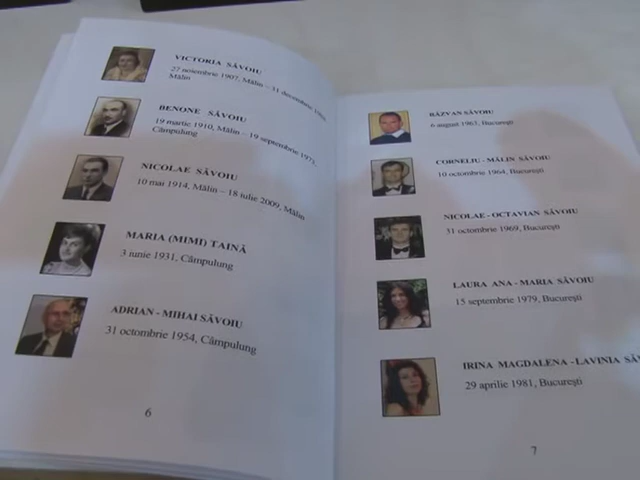 VICTORIA SĂVOIU
27 noiembrie 1907, Mălin – 31 decembrie
Mălin
BENONE SĂVOIU
19 martie 1910, Mălin – 19 septembrie 1973,
Câmpulung
NICOLAE SĂVOIU
10 mai 1914, Mălin – 18 iulie 2009, Mălin
MARIA (MIMI) TAINĂ
3 iunie 1931, Câmpulung
ADRIAN - MIHAI SĂVOIU
31 octombrie 1954, Câmpulung
6
RĂZVAN SĂVOIU
6 august 1963, București
CORNELIU - MĂLIN SĂVOIU
10 octombrie 1964, București
NICOLAE - OCTAVIAN SĂVOIU
31 octombrie 1969, București
LAURA ANA - MARIA SĂVOIU
15 septembrie 1979, București
IRINA MAGDALENA - LAVINIA SĂV
29 aprilie 1981, București
7